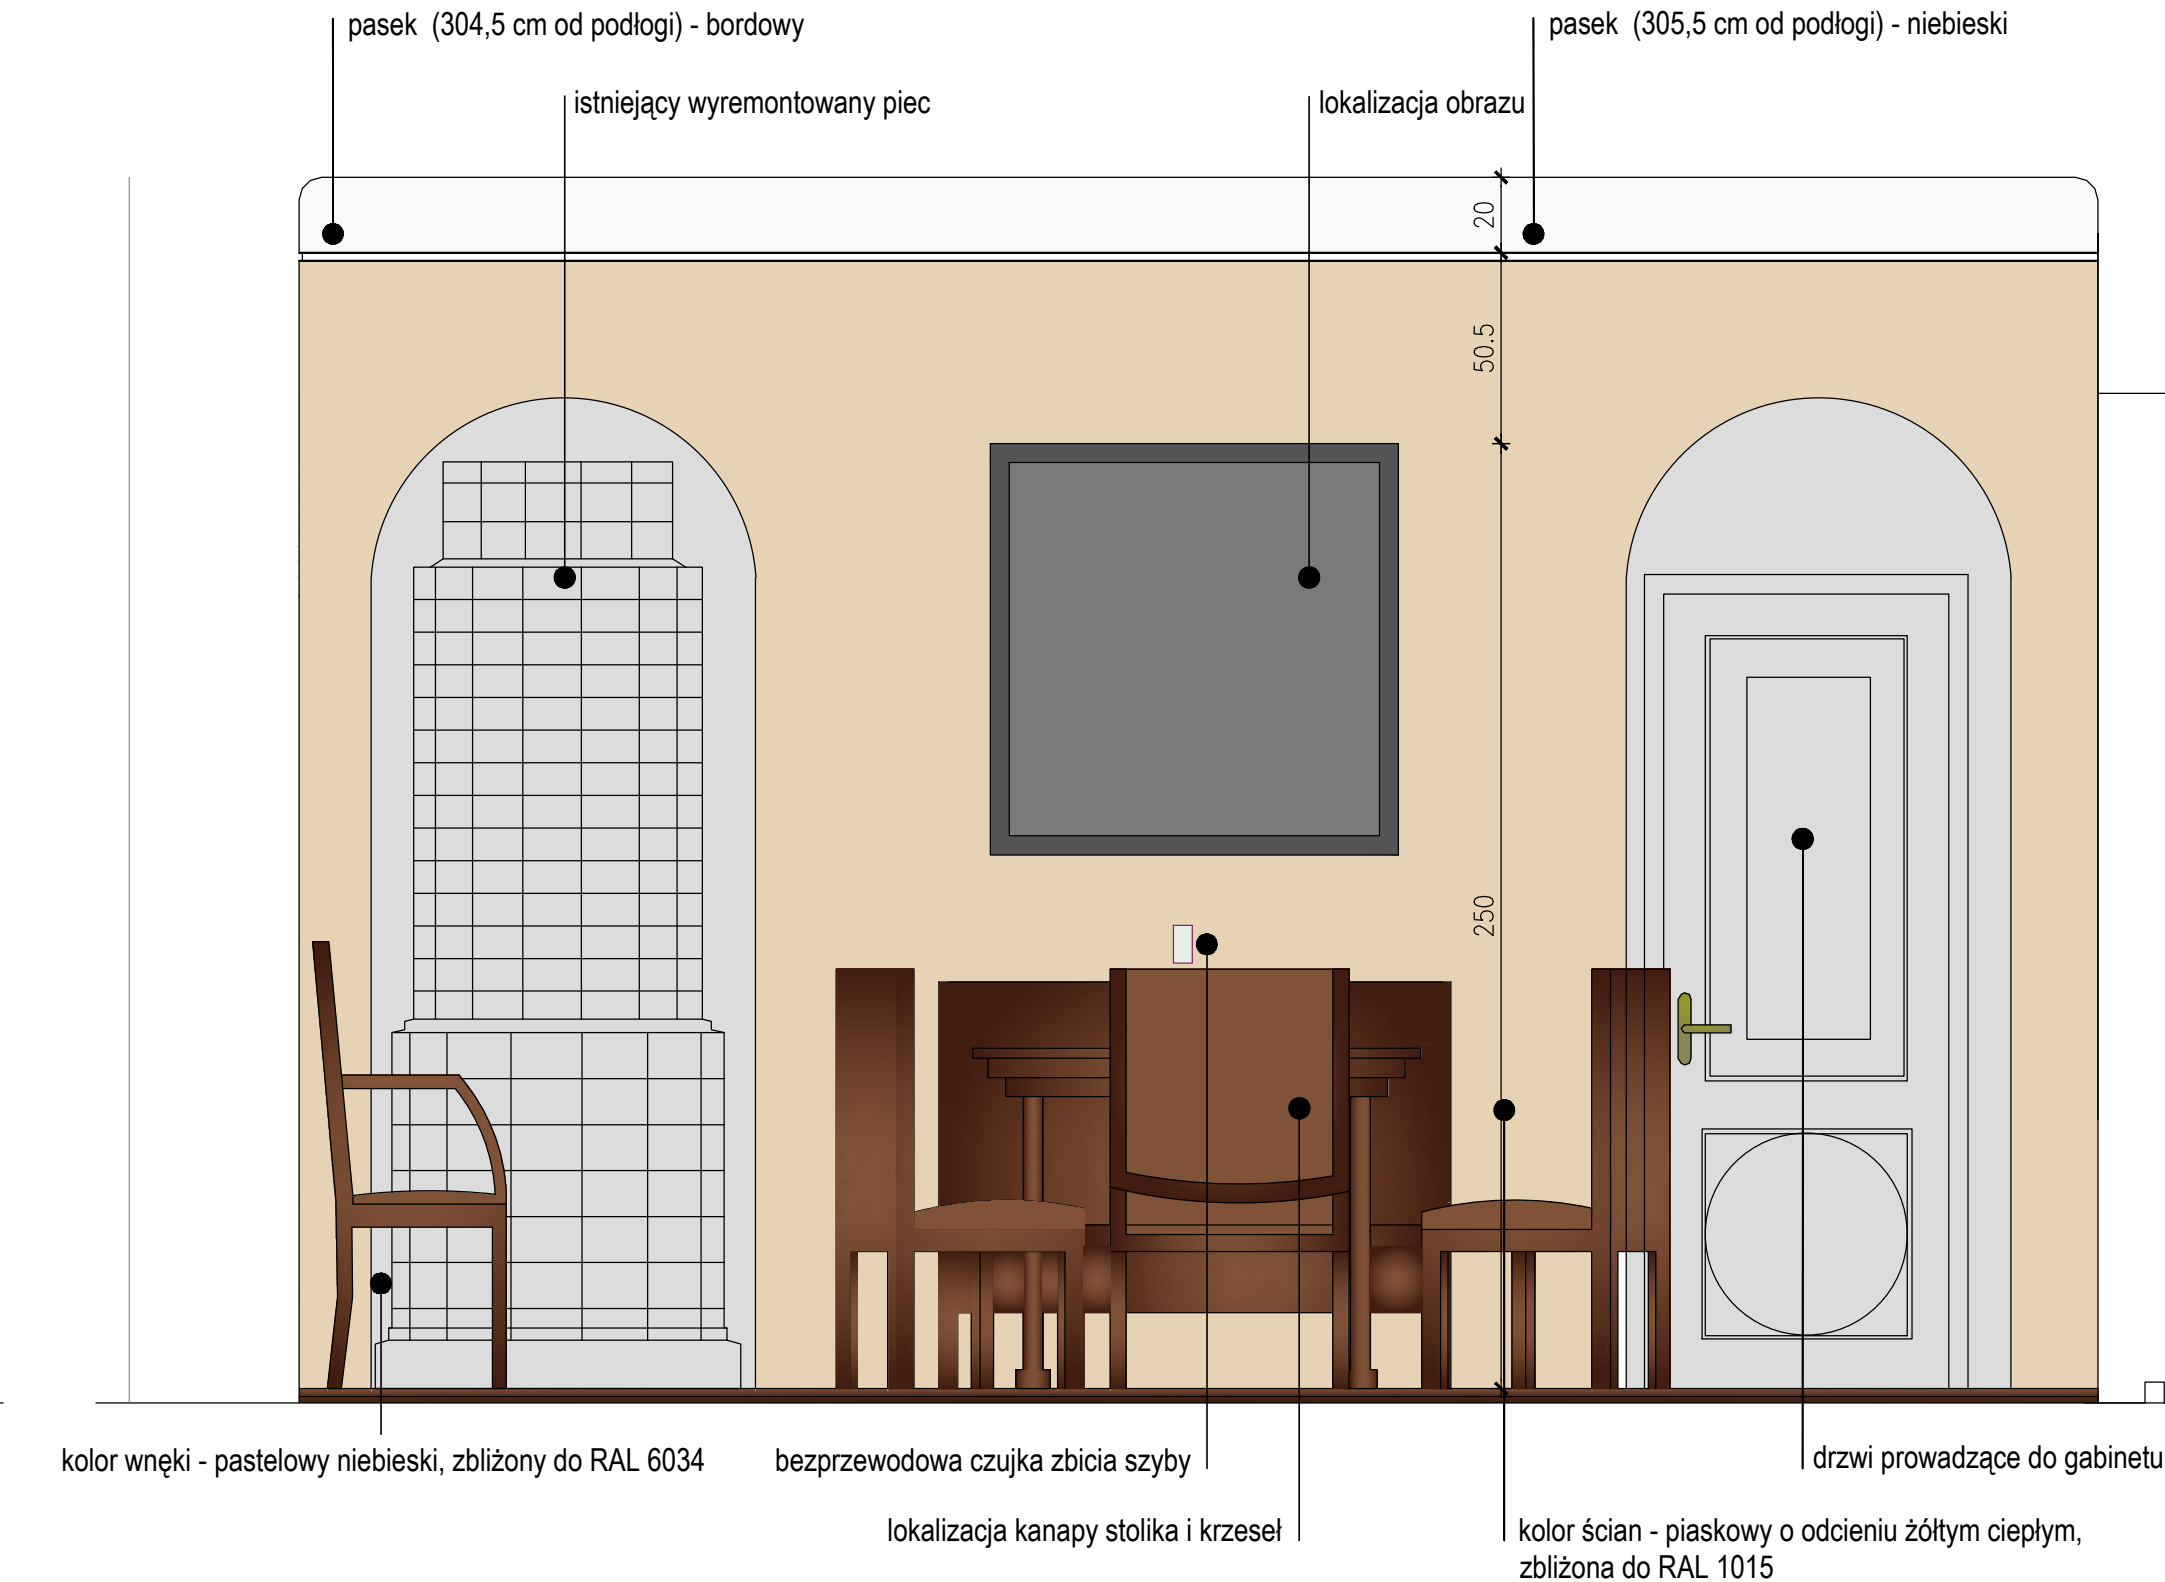 pasek  (304,5 cm od podłogi) - bordowy
pasek  (305,5 cm od podłogi) - niebieski
istniejący wyremontowany piec
lokalizacja obrazu
20
50.5
250
kolor wnęki - pastelowy niebieski, zbliżony do RAL 6034
bezprzewodowa czujka zbicia szyby
drzwi prowadzące do gabinetu
lokalizacja kanapy stolika i krzeseł
kolor ścian - piaskowy o odcieniu żółtym ciepłym,
zbliżona do RAL 1015